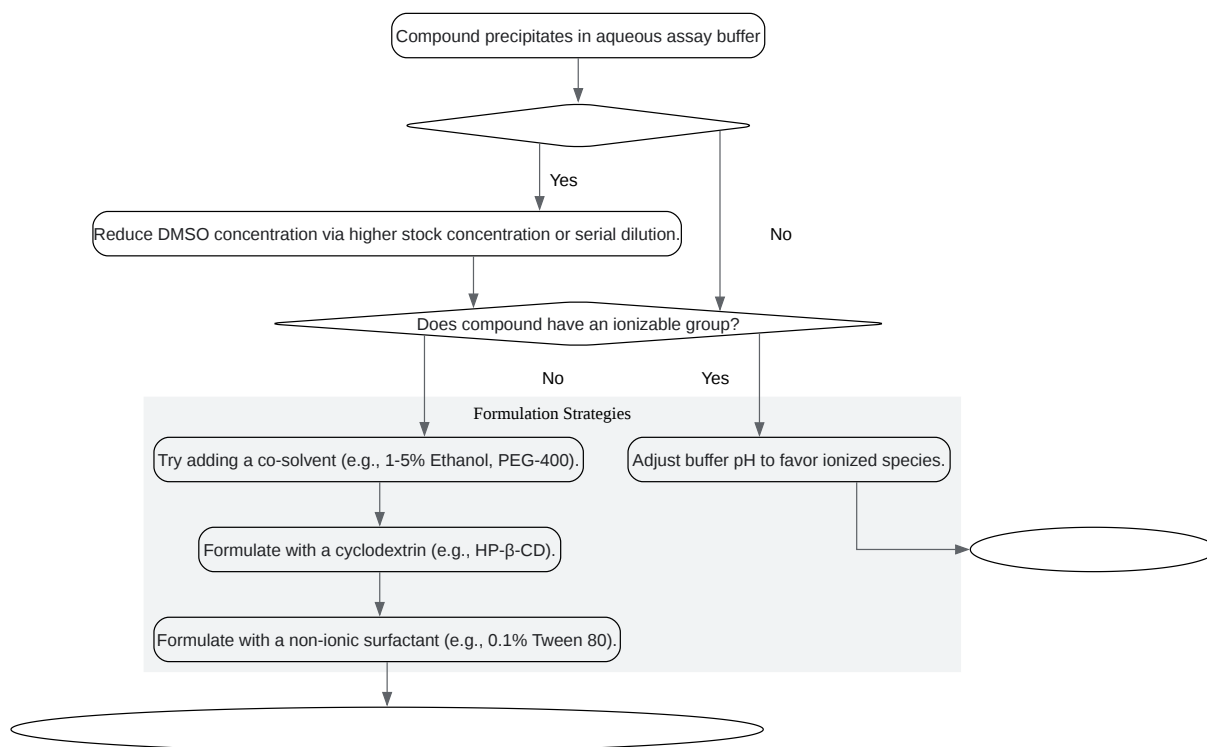 Compound precipitates in aqueous assay buffer
Yes
Reduce DMSO concentration via higher stock concentration or serial dilution.
No
Does compound have an ionizable group?
No
Yes
Formulation Strategies
Try adding a co-solvent (e.g., 1-5% Ethanol, PEG-400).
Adjust buffer pH to favor ionized species.
Formulate with a cyclodextrin (e.g., HP-β-CD).
Formulate with a non-ionic surfactant (e.g., 0.1% Tween 80).